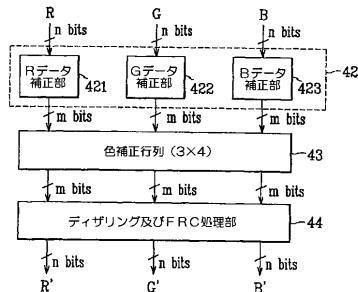 R G B
n bits n bits n bits
Rデータ
補正部
421
Gデータ
補正部
422
Bデータ
補正部
423
42
m bits m bits m bits
色補正行列(3×4)
43
m bits m bits m bits
ディザリング及びFRC処理部
44
n bits n bits n bits
R' G' B'